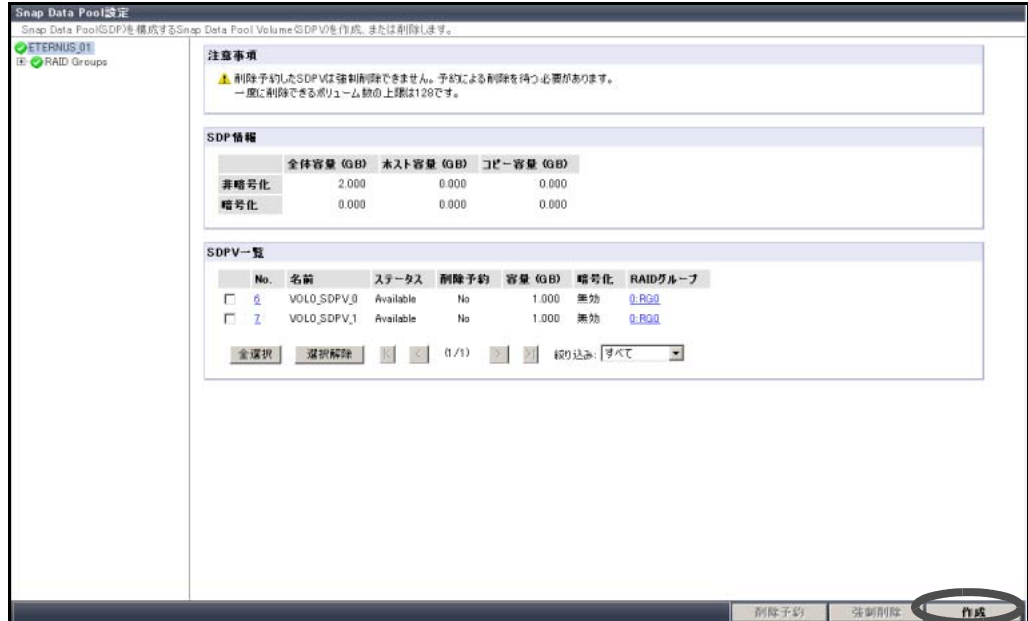 Snap Data Pool設定
Snap Data Pool(SDP)を構成するSnap Data Pool Volume(SDPV)を作成、または削除します。
ETERNUS_01
RAID Groups
注意事項
削除予約したSDPVは強制削除できません。予約による削除を待つ必要があります。
一度に削除できるボリューム数の上限は128です。
SDP情報
全体容量 (GB) ホスト容量 (GB) コピー容量 (GB)
非暗号化 2.000 0.000 0.000
暗号化 0.000 0.000 0.000
SDPV一覧
No. 名前 ステータス 削除予約 容量 (GB) 暗号化 RAIDグループ
6 VOL0_SDPV_0 Available No 1.000 無効 0:RG0
7 VOL0_SDPV_1 Available No 1.000 無効 0:RG0
全選択 選択解除 |< < (1/1) > >| 絞り込み: すべて
削除予約 強制削除 作成